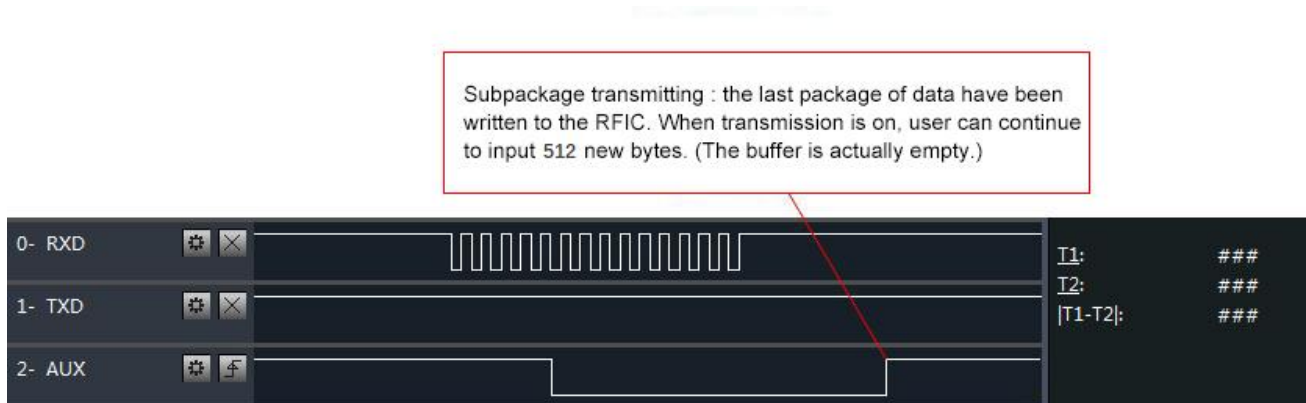 Subpackage transmitting : the last package of data have been
written to the RFIC. When transmission is on, user can continue
to input 512 new bytes. (The buffer is actually empty.)
0- RXD
T1: ###
1- TXD
T2: ###
|T1-T2|: ###
2- AUX